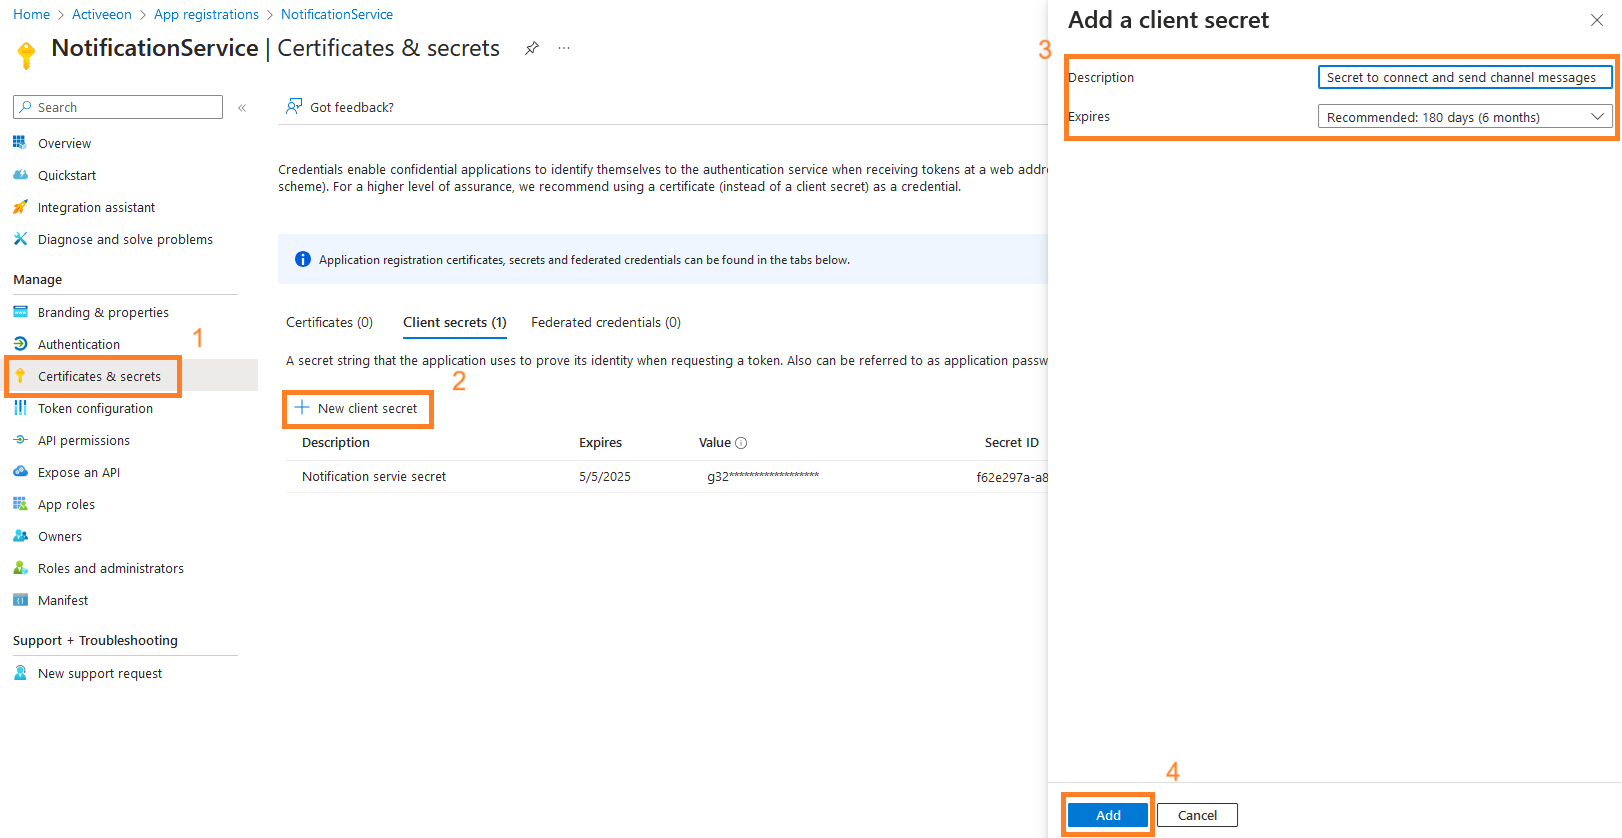 Home > Activeeon > App registrations > NotificationService
NotificationService | Certificates & secrets
Search
Overview
Quickstart
Integration assistant
Diagnose and solve problems
Manage
Branding & properties
1
Authentication
Certificates & secrets
Token configuration
API permissions
Expose an API
App roles
Owners
Roles and administrators
Manifest
Support + Troubleshooting
New support request
Got feedback?
Credentials enable confidential applications to identify themselves to the authentication service when receiving tokens at a web addre
scheme). For a higher level of assurance, we recommend using a certificate (instead of a client secret) as a credential.
Application registration certificates, secrets and federated credentials can be found in the tabs below.
Certificates (0) Client secrets (1) Federated credentials (0)
A secret string that the application uses to prove its identity when requesting a token. Also can be referred to as application passw
2
New client secret
Description Expires Value Secret ID
Notification servie secret 5/5/2025 g32****************** f62e297a-a8
Add a client secret
3
Description Secret to connect and send channel messages
Expires Recommended: 180 days (6 months)
4
Add Cancel